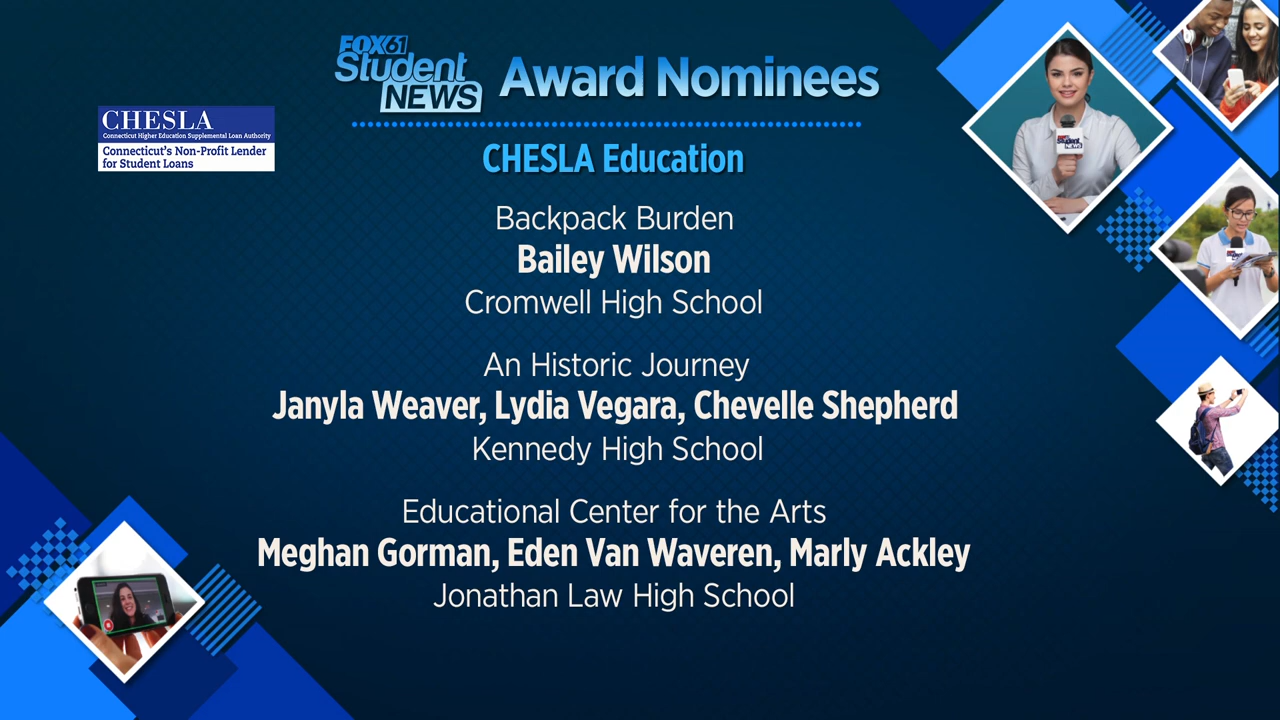 FOX61
Student
NEWS
Award Nominees
CHESLA
Connecticut Higher Education Supplemental Loan Authority
Connecticut's Non-Profit Lender
for Student Loans
CHESLA Education
Backpack Burden
Bailey Wilson
Cromwell High School
An Historic Journey
Janyla Weaver, Lydia Vegara, Chevelle Shepherd
Kennedy High School
Educational Center for the Arts
Meghan Gorman, Eden Van Waveren, Marly Ackley
Jonathan Law High School
Student
NEWS